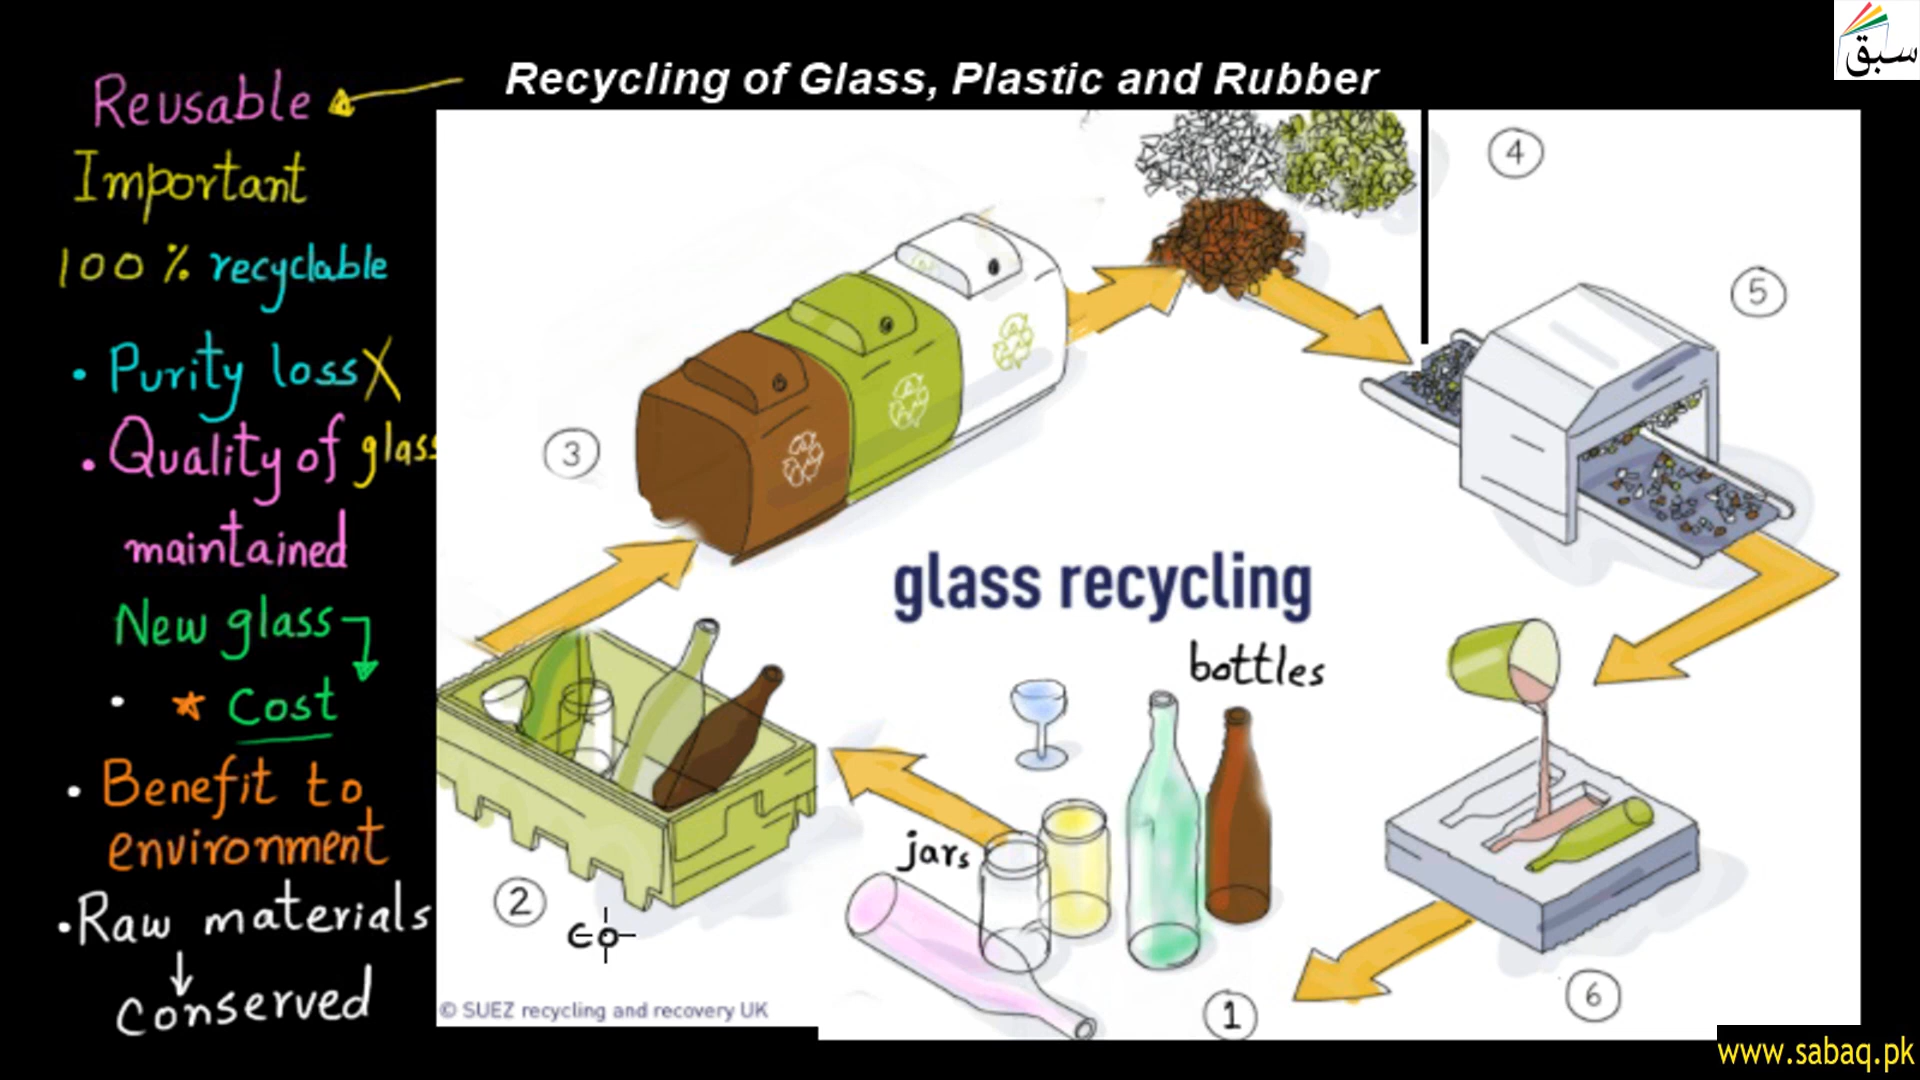 سبق
Recycling of Glass, Plastic and Rubber
Reusable
Important
100 % recyclable
• Purity loss X
• Quality of glass
maintained
New glass
• Cost
• Benefit to
environment
• Raw materials
Conserved
4
5
3
glass recycling
bottles
jars
2
co
1
6
© SUEZ recycling and recovery UK
www.sabaq.pk